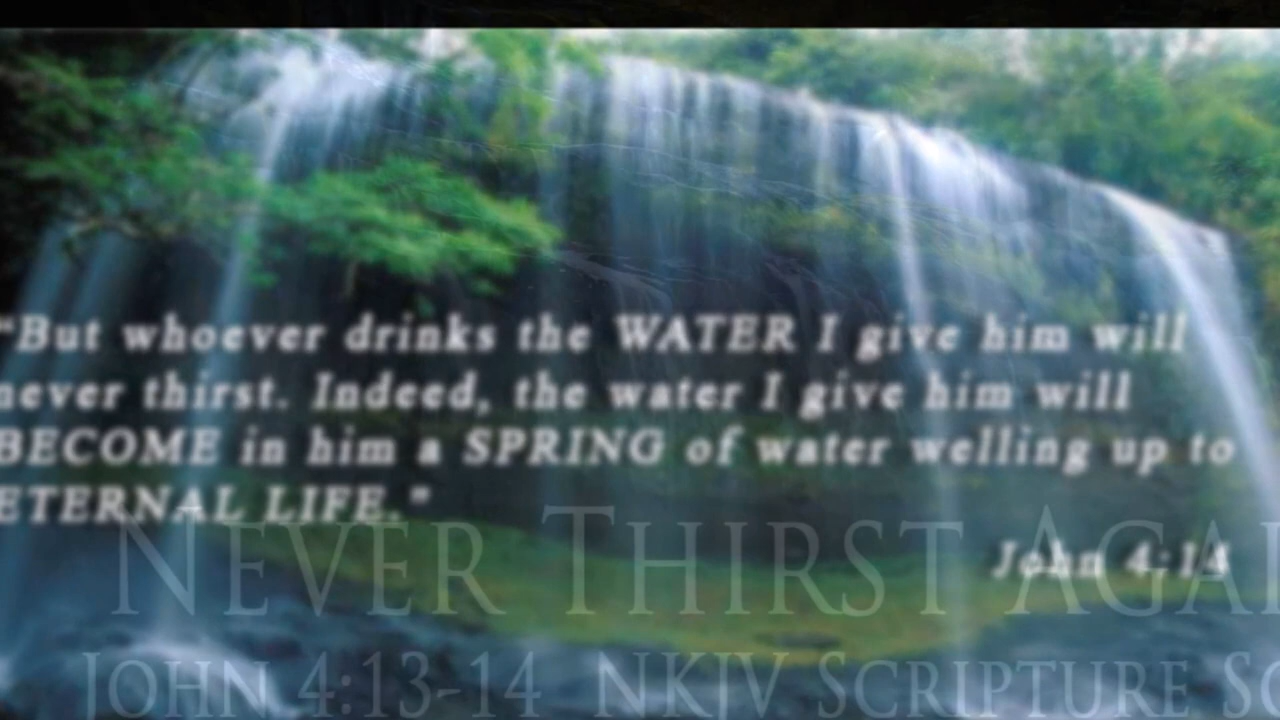 “But whoever drinks the WATER I give him will
never thirst. Indeed, the water I give him will
BECOME in him a SPRING of water welling up to
ETERNAL LIFE.”
John 4:14
NEVER THIRST AGAI
JOHN 4:13-14 NKJV SCRIPTURE SO